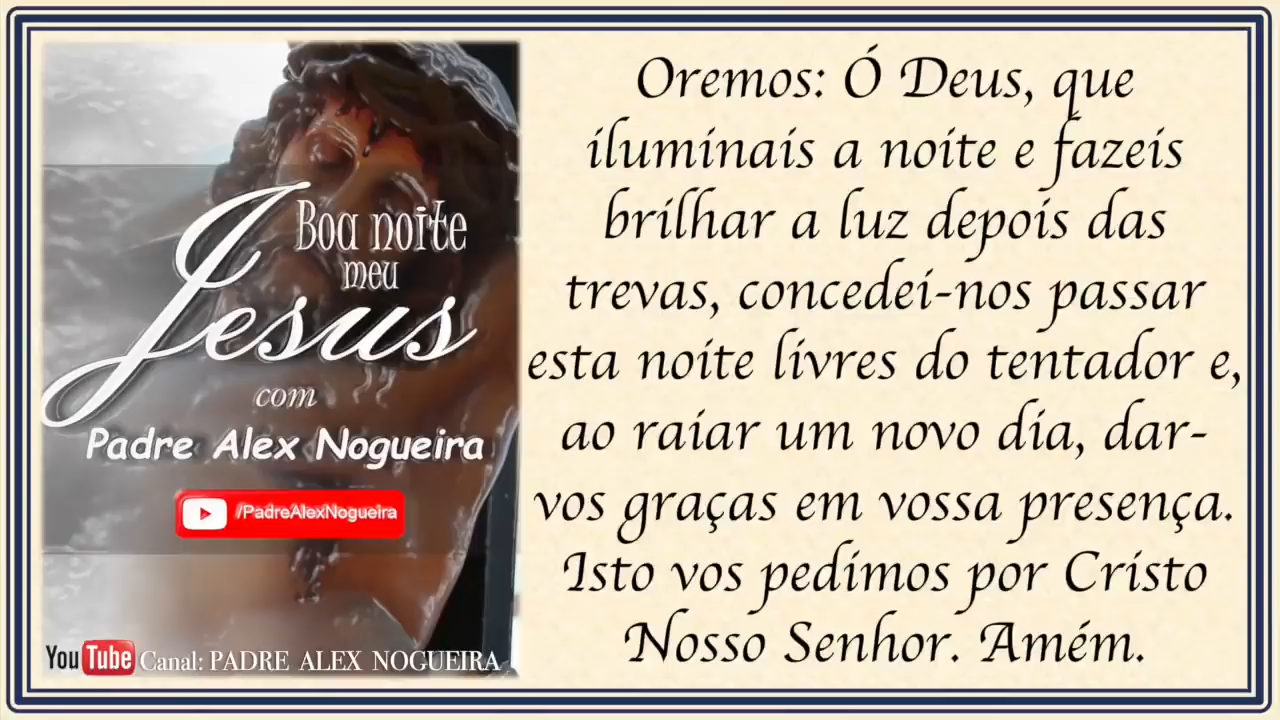 Boa noite
meu
Jesus
com
Padre Alex Nogueira
/PadreAlexNogueira
YouTube Canal: PADRE ALEX NOGUEIRA
Oremos: Ó Deus, que
iluminais a noite e fazeis
brilhar a luz depois das
trevas, concedei-nos passar
esta noite livres do tentador e,
ao raiar um novo dia, dar-
vos graças em vossa presença.
Isto vos pedimos por Cristo
Nosso Senhor. Amém.